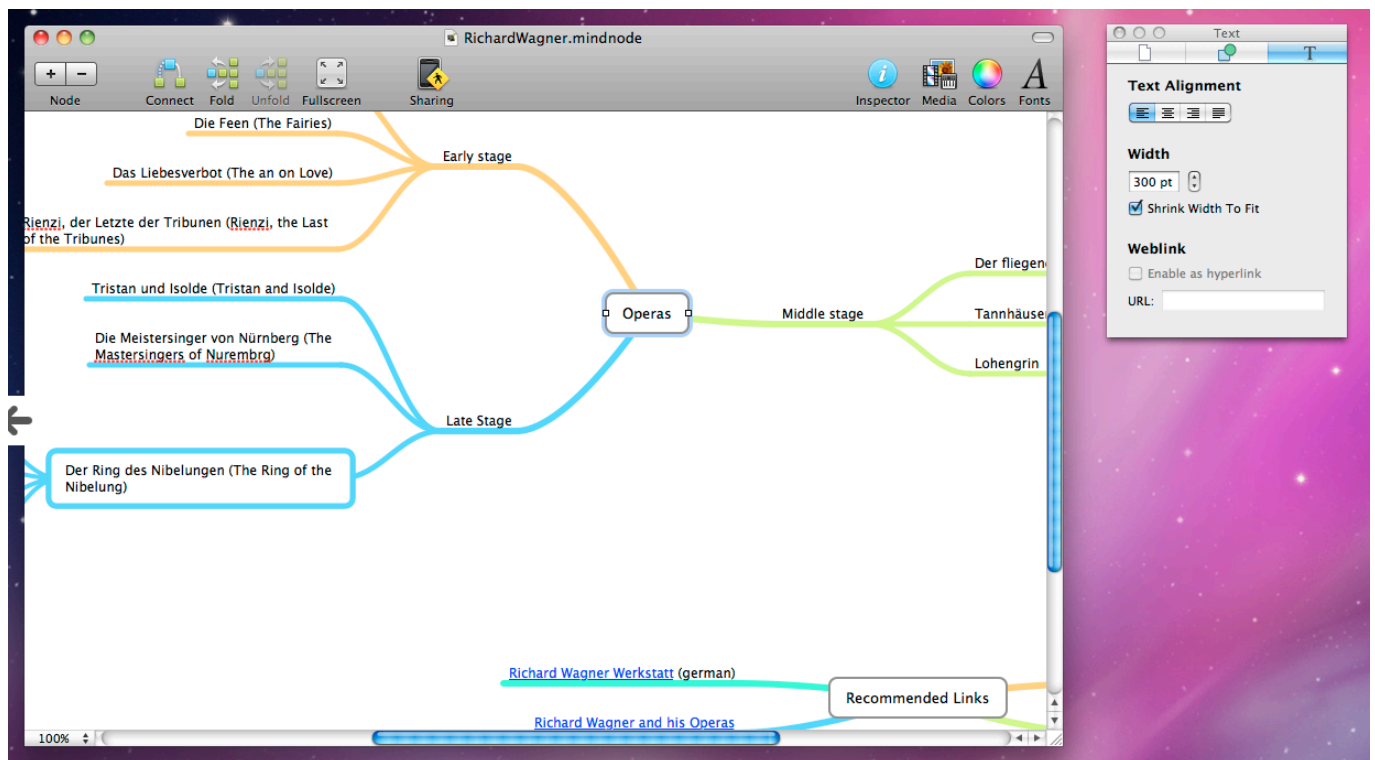 RichardWagner.mindnode
Node
Connect
Fold
Unfold
Fullscreen
Sharing
Inspector
Media
Colors
Fonts
Die Feen (The Fairies)
Das Liebesverbot (The an on Love)
Rienzi, der Letzte der Tribunen (Rienzi, the Last
of the Tribunes)
Early stage
Tristan und Isolde (Tristan and Isolde)
Die Meistersinger von Nürnberg (The
Mastersingers of Nurembrg)
Late Stage
Der Ring des Nibelungen (The Ring of the
Nibelung)
Operas
Middle stage
Der fliegen
Tannhäuse
Lohengrin
Richard Wagner Werkstatt (german)
Richard Wagner and his Operas
Recommended Links
100%
Text
T
Text Alignment
Width
300 pt
Shrink Width To Fit
Weblink
Enable as hyperlink
URL: